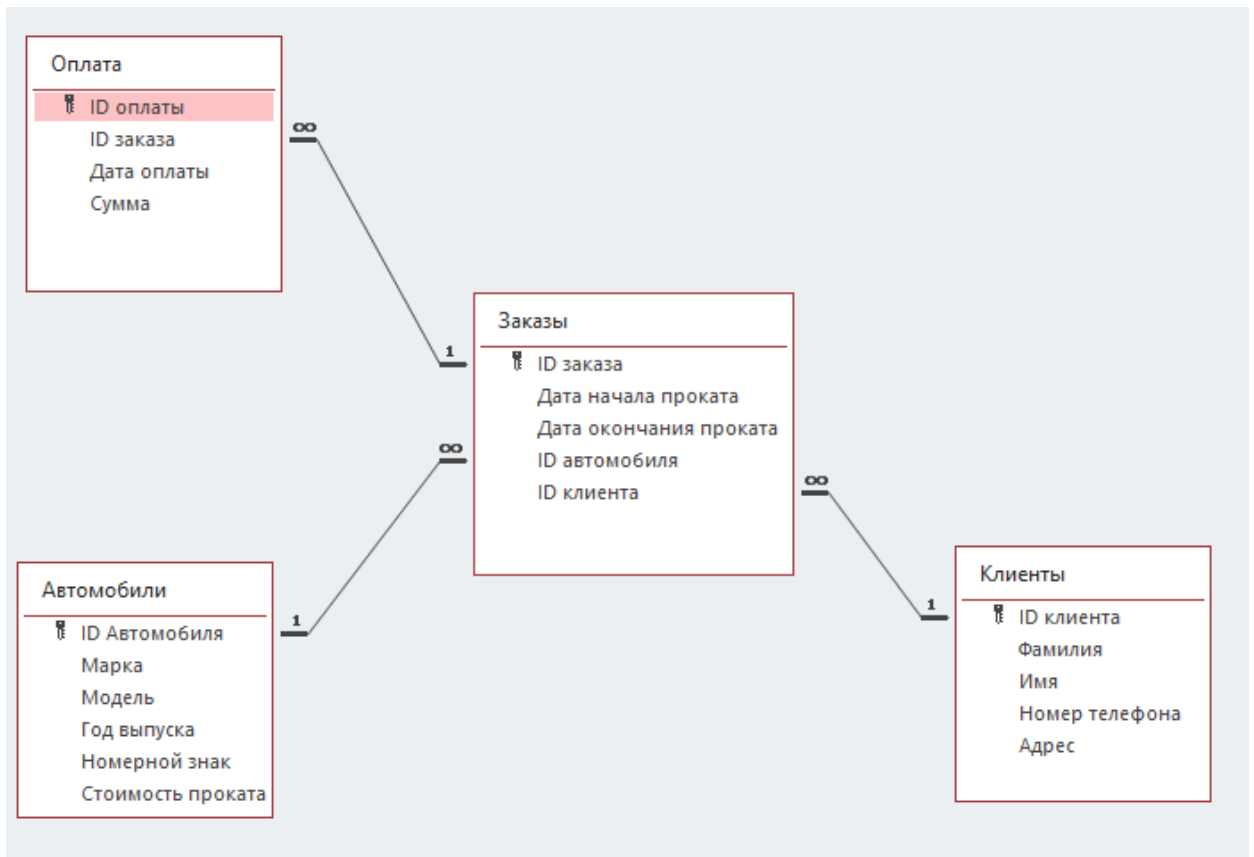 Оплата
ID оплаты
ID заказа
Дата оплаты
Сумма
∞
1
Заказы
ID заказа
Дата начала проката
Дата окончания проката
ID автомобиля
ID клиента
∞
∞
1
Автомобили
ID Автомобиля
Марка
Модель
Год выпуска
Номерной знак
Стоимость проката
1
Клиенты
ID клиента
Фамилия
Имя
Номер телефона
Адрес